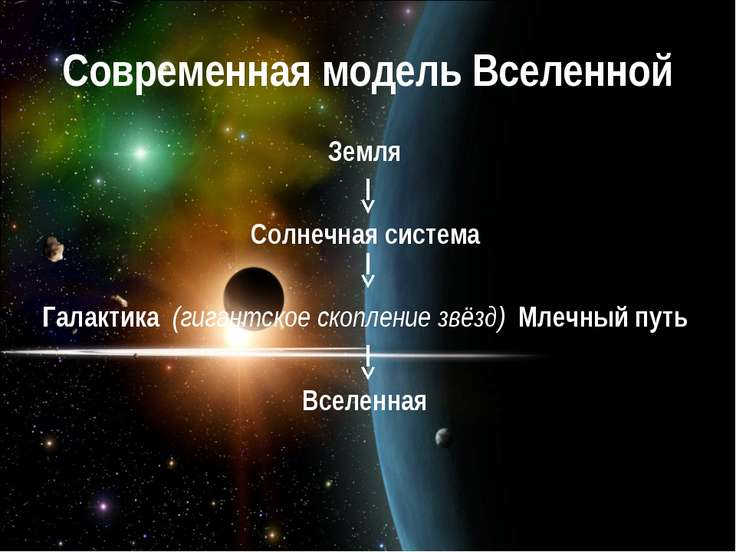 Современная модель Вселенной
Земля
Солнечная система
Галактика (гигантское скопление звёзд) Млечный путь
Вселенная